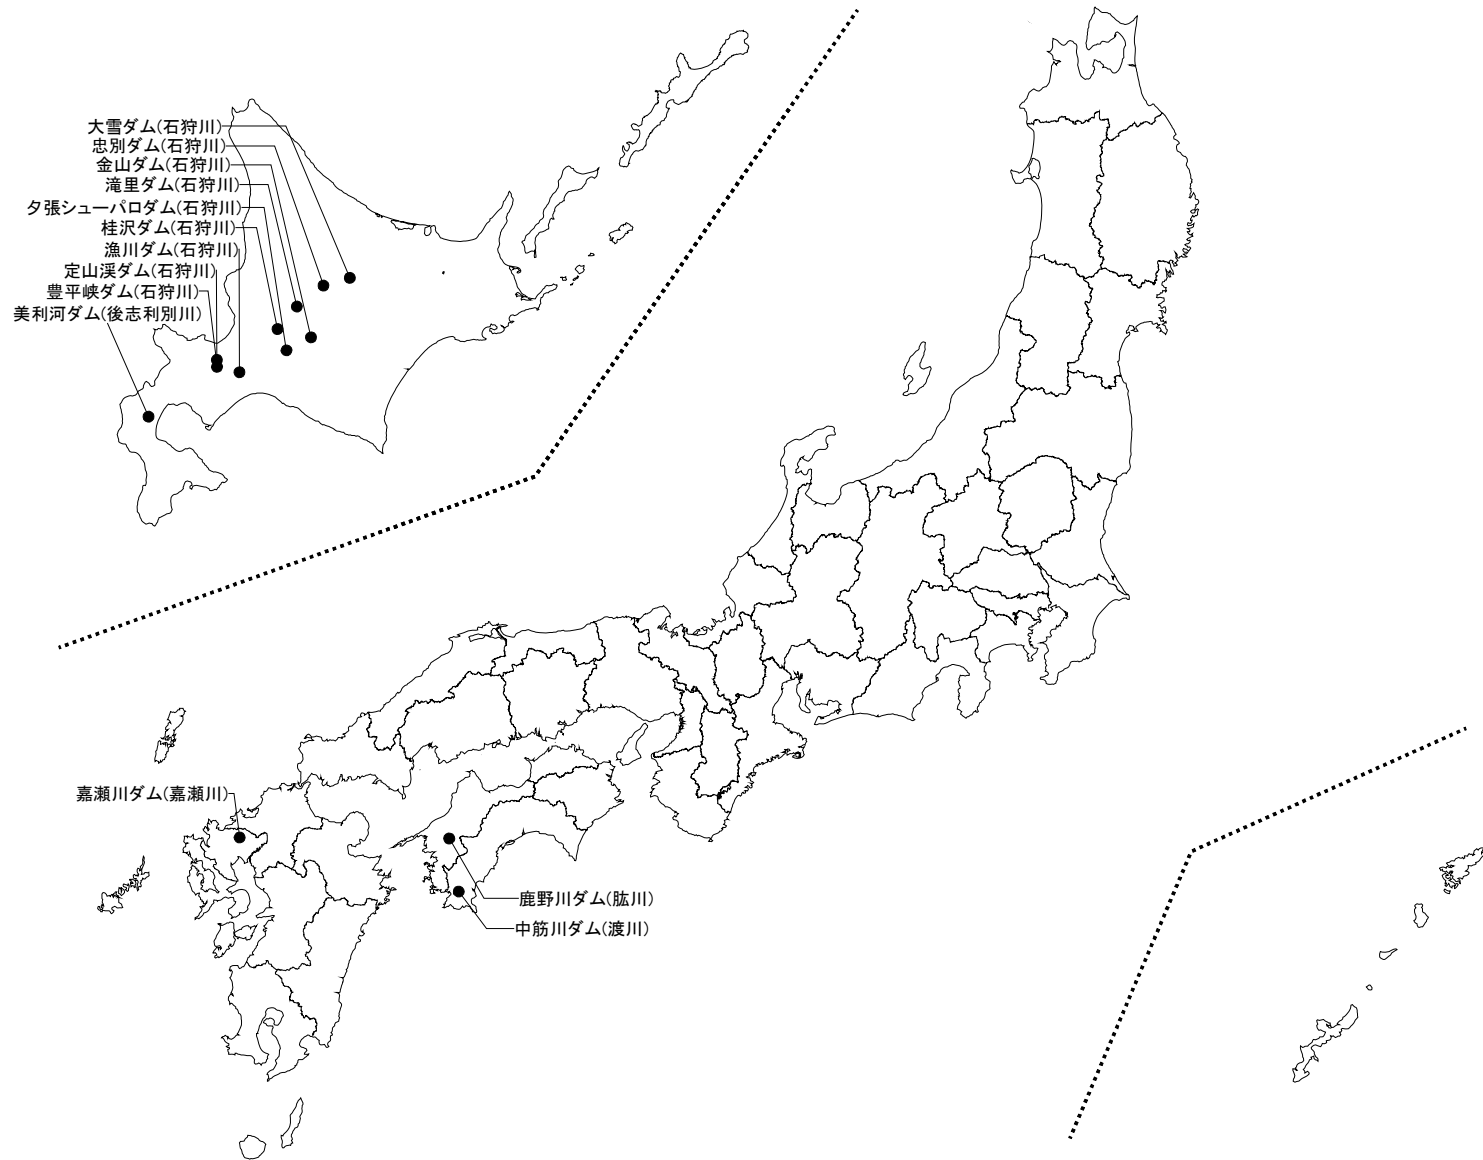 大雪ダム(石狩川)
忠別ダム(石狩川)
金山ダム(石狩川)
滝里ダム(石狩川)
夕張シューパロダム(石狩川)
桂沢ダム(石狩川)
漁川ダム(石狩川)
定山渓ダム(石狩川)
豊平峡ダム(石狩川)
美利河ダム(後志利別川)
嘉瀬川ダム(嘉瀬川)
鹿野川ダム(肱川)
中筋川ダム(渡川)